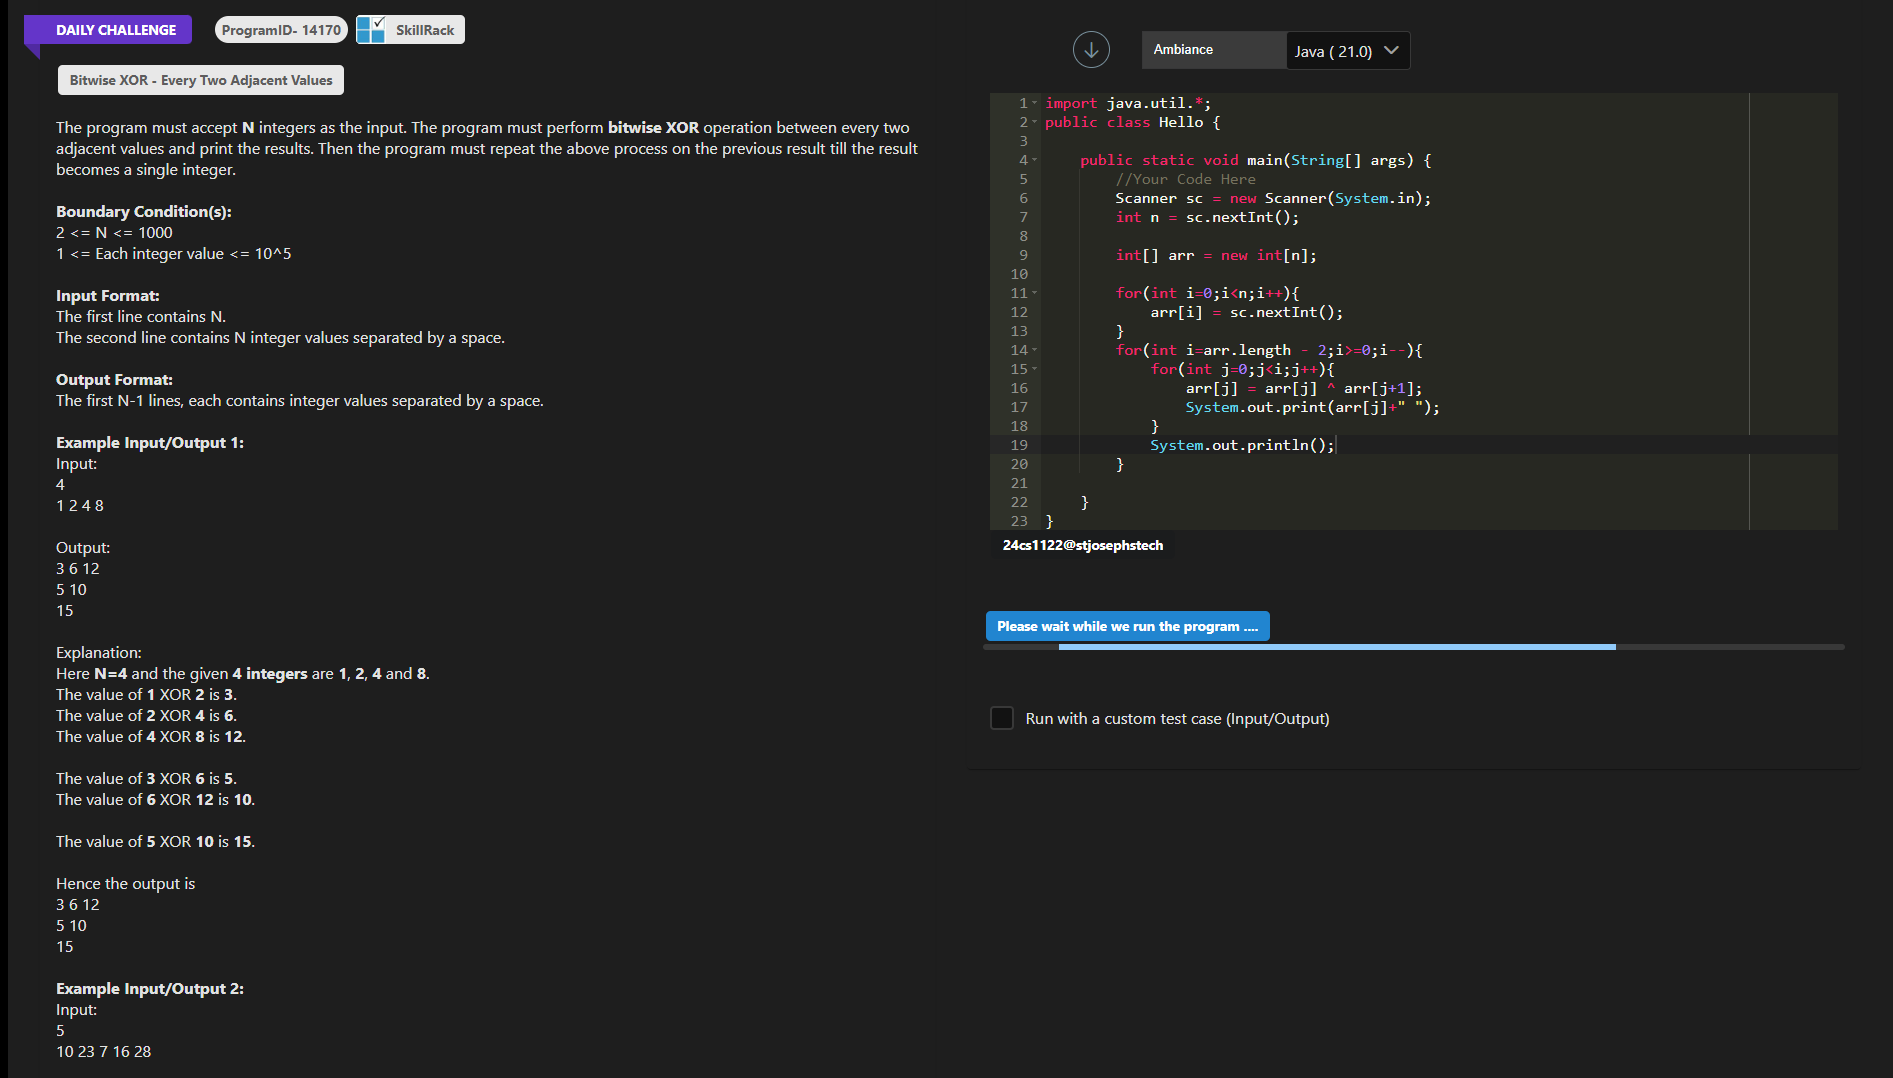 DAILY CHALLENGE
ProgramID- 14170
SkillRack
Bitwise XOR - Every Two Adjacent Values
The program must accept N integers as the input. The program must perform bitwise XOR operation between every two
adjacent values and print the results. Then the program must repeat the above process on the previous result till the result
becomes a single integer.
Boundary Condition(s):
2 <= N <= 1000
1 <= Each integer value <= 10^5
Input Format:
The first line contains N.
The second line contains N integer values separated by a space.
Output Format:
The first N-1 lines, each contains integer values separated by a space.
Example Input/Output 1:
Input:
4
1 2 4 8
Output:
3 6 12
5 10
15
Explanation:
Here N=4 and the given 4 integers are 1, 2, 4 and 8.
The value of 1 XOR 2 is 3.
The value of 2 XOR 4 is 6.
The value of 4 XOR 8 is 12.
The value of 3 XOR 6 is 5.
The value of 6 XOR 12 is 10.
The value of 5 XOR 10 is 15.
Hence the output is
3 6 12
5 10
15
Example Input/Output 2:
Input:
5
10 23 7 16 28
Ambiance
Java ( 21.0)
1 import java.util.*;
2 public class Hello {
3
4     public static void main(String[] args) {
5         //Your Code Here
6         Scanner sc = new Scanner(System.in);
7         int n = sc.nextInt();
8
9         int[] arr = new int[n];
10
11         for(int i=0;i<n;i++){
12             arr[i] = sc.nextInt();
13         }
14         for(int i=arr.length - 2;i>=0;i--){
15             for(int j=0;j<i;j++){
16                 arr[j] = arr[j] ^ arr[j+1];
17                 System.out.print(arr[j]+" ");
18             }
19             System.out.println();
20         }
21
22     }
23 }
24cs1122@stjosephstech
Please wait while we run the program ....
Run with a custom test case (Input/Output)